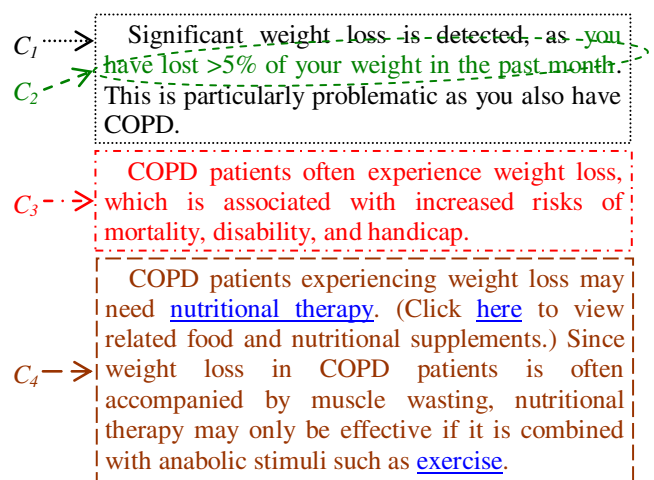 C1
Significant weight loss is detected, as you
have lost >5% of your weight in the past month.
C2
This is particularly problematic as you also have
COPD.
COPD patients often experience weight loss,
C3
which is associated with increased risks of
mortality, disability, and handicap.
COPD patients experiencing weight loss may
need nutritional therapy. (Click here to view
related food and nutritional supplements.) Since
C4
weight loss in COPD patients is often
accompanied by muscle wasting, nutritional
therapy may only be effective if it is combined
with anabolic stimuli such as exercise.